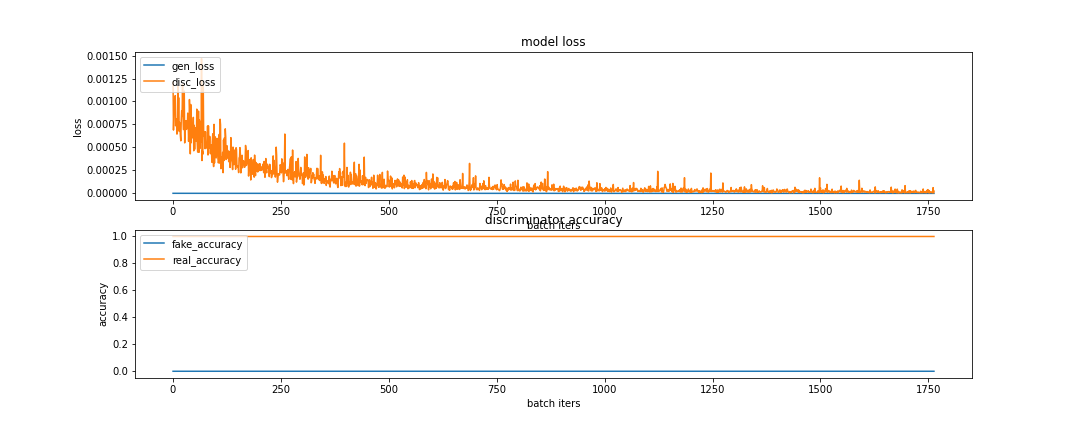 model loss
loss
0.00150
0.00125
0.00100
0.00075
0.00050
0.00025
0.00000
gen_loss
disc_loss
0 250 500 750 1000 1250 1500 1750
batch iters
discriminator accuracy
accuracy
1.0
0.8
0.6
0.4
0.2
0.0
fake_accuracy
real_accuracy
0 250 500 750 1000 1250 1500 1750
batch iters